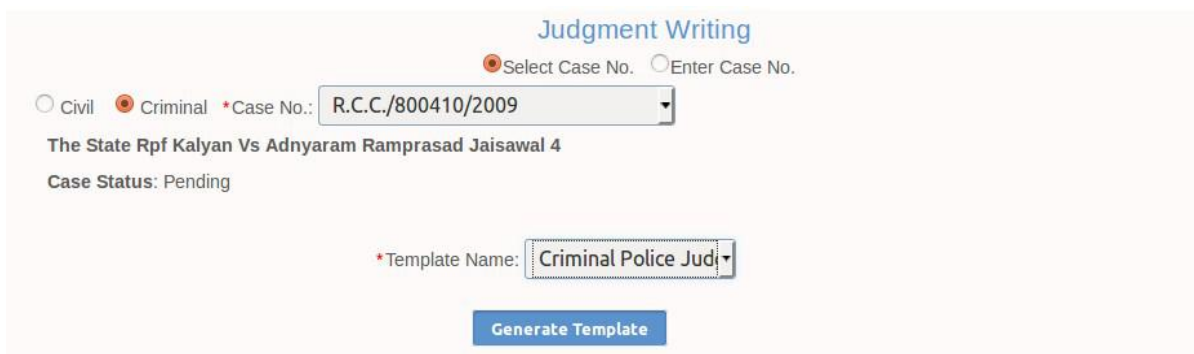 Judgment Writing
Select Case No. Enter Case No.
Civil Criminal *Case No.: R.C.C./800410/2009
The State Rpf Kalyan Vs Adnyaram Ramprasad Jaisawal 4
Case Status: Pending
*Template Name: Criminal Police Jud
Generate Template